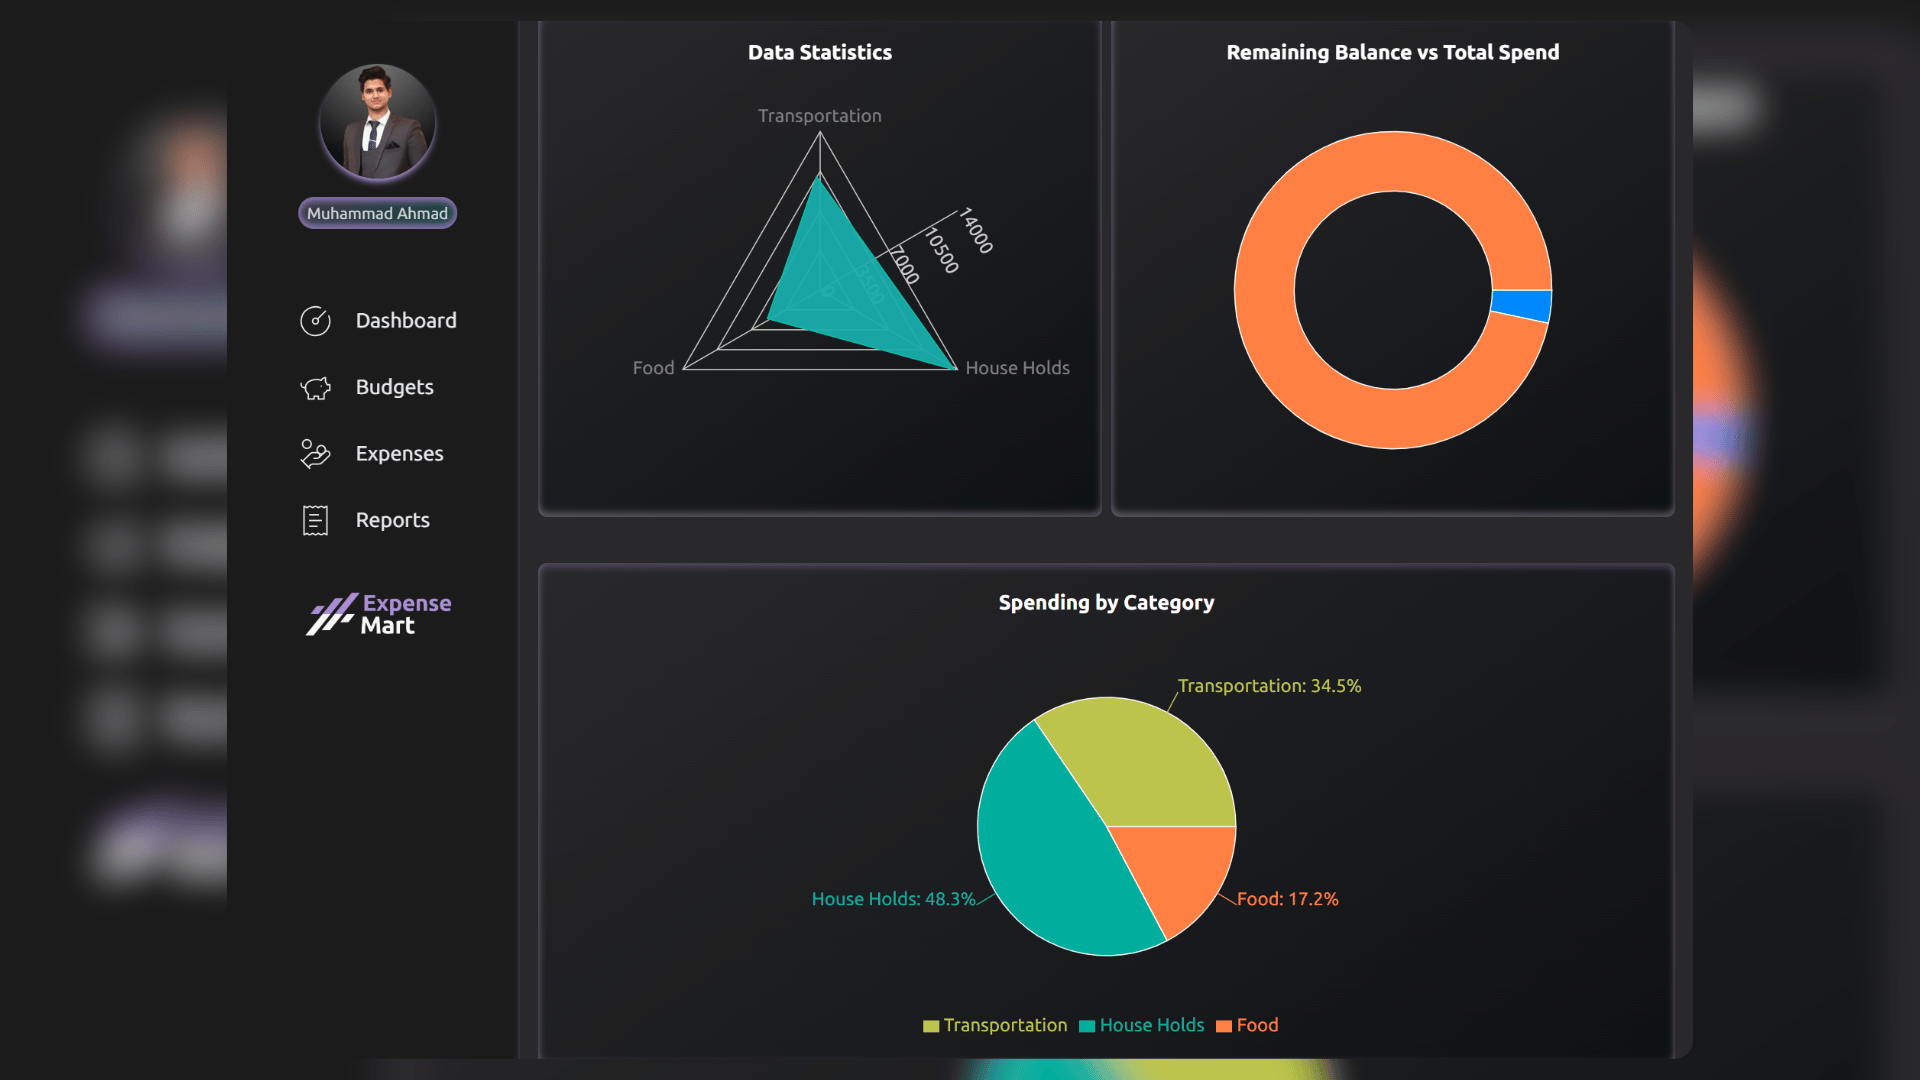 Muhammad Ahmad
Dashboard
Budgets
Expenses
Reports
Expense
Mart
Data Statistics
Transportation
14000
10500
7000
3500
0
Food
House Holds
Remaining Balance vs Total Spend
Spending by Category
Transportation: 34.5%
House Holds: 48.3%
Food: 17.2%
Transportation House Holds Food